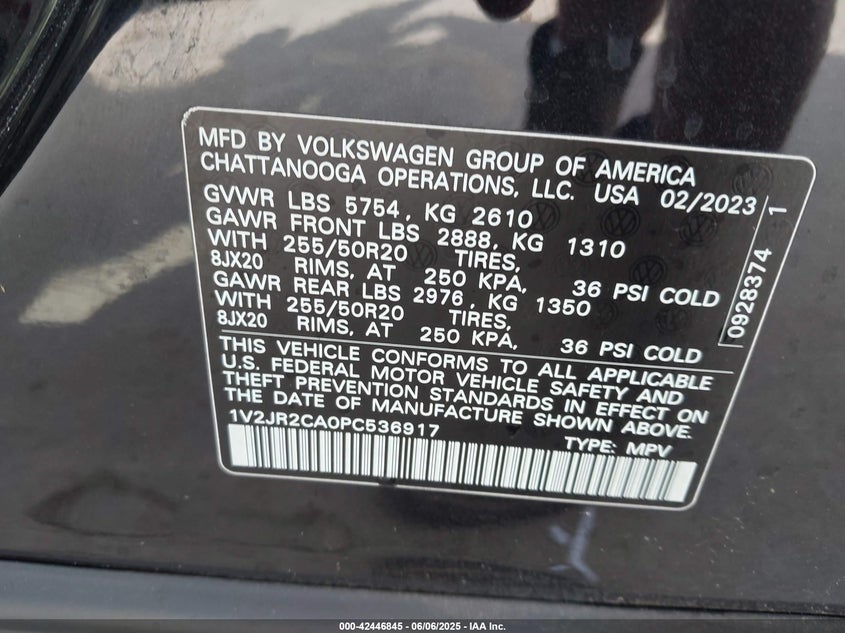 MFD BY VOLKSWAGEN GROUP OF AMERICA
CHATTANOOGA OPERATIONS, LLC. USA 02/2023
GVWR LBS 5754, KG 2610
GAWR FRONT LBS 2888, KG 1310
WITH 255/50R20 TIRES,
8JX20 RIMS, AT 250 KPA, 36 PSI COLD
GAWR REAR LBS 2976, KG 1350
WITH 255/50R20 TIRES,
8JX20 RIMS, AT 250 KPA, 36 PSI COLD
0928374 1
THIS VEHICLE CONFORMS TO ALL APPLICABLE
U.S. FEDERAL MOTOR VEHICLE SAFETY AND
THEFT PREVENTION STANDARDS IN EFFECT ON
THE DATE OF MANUFACTURE SHOWN ABOVE.
1V2JR2CA0PC536917 TYPE: MPV
000-42446845 - 06/06/2025 - IAA Inc.